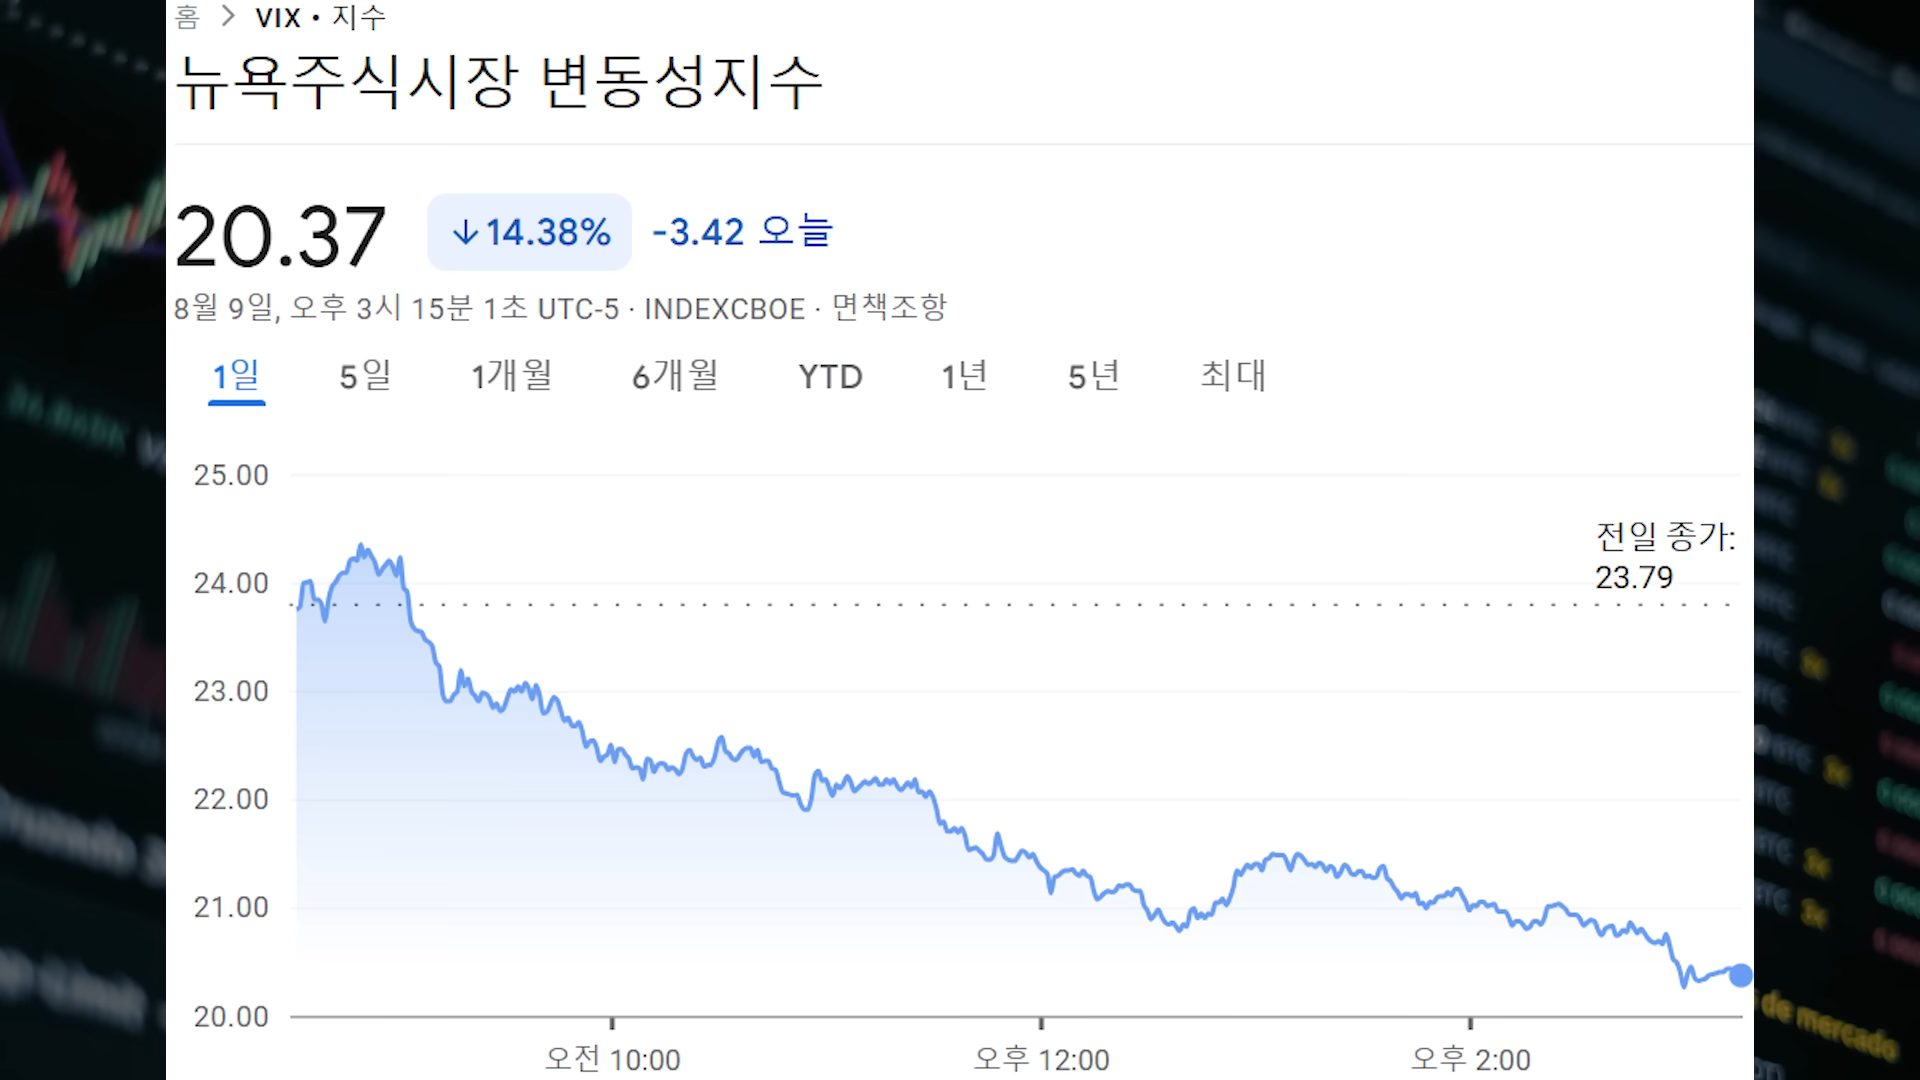 홈 > VIX • 지수
뉴욕주식시장 변동성지수
20.37 ↓14.38% -3.42 오늘
8월 9일, 오후 3시 15분 1초 UTC-5 · INDEXCBOE · 면책조항
1일 5일 1개월 6개월 YTD 1년 5년 최대
25.00
전일 종가:
23.79
24.00
23.00
22.00
21.00
20.00
오전 10:00 오후 12:00 오후 2:00
de mercado